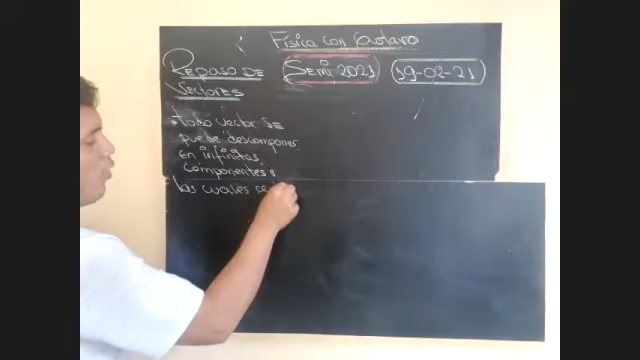 Física con Gustavo
Repaso de
Vectores
Semi 2021
19-02-21
Todo vector se
puede descomponer
en infinitas
componentes
las cuales se